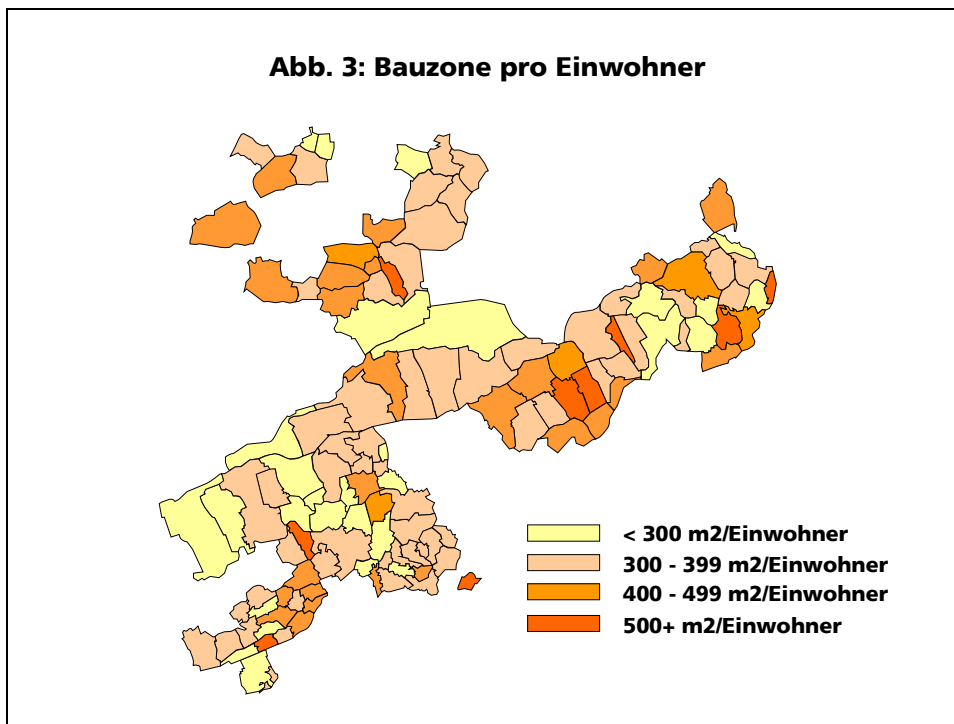 Abb. 3: Bauzone pro Einwohner
< 300 m2/Einwohner
300 - 399 m2/Einwohner
400 - 499 m2/Einwohner
500+ m2/Einwohner